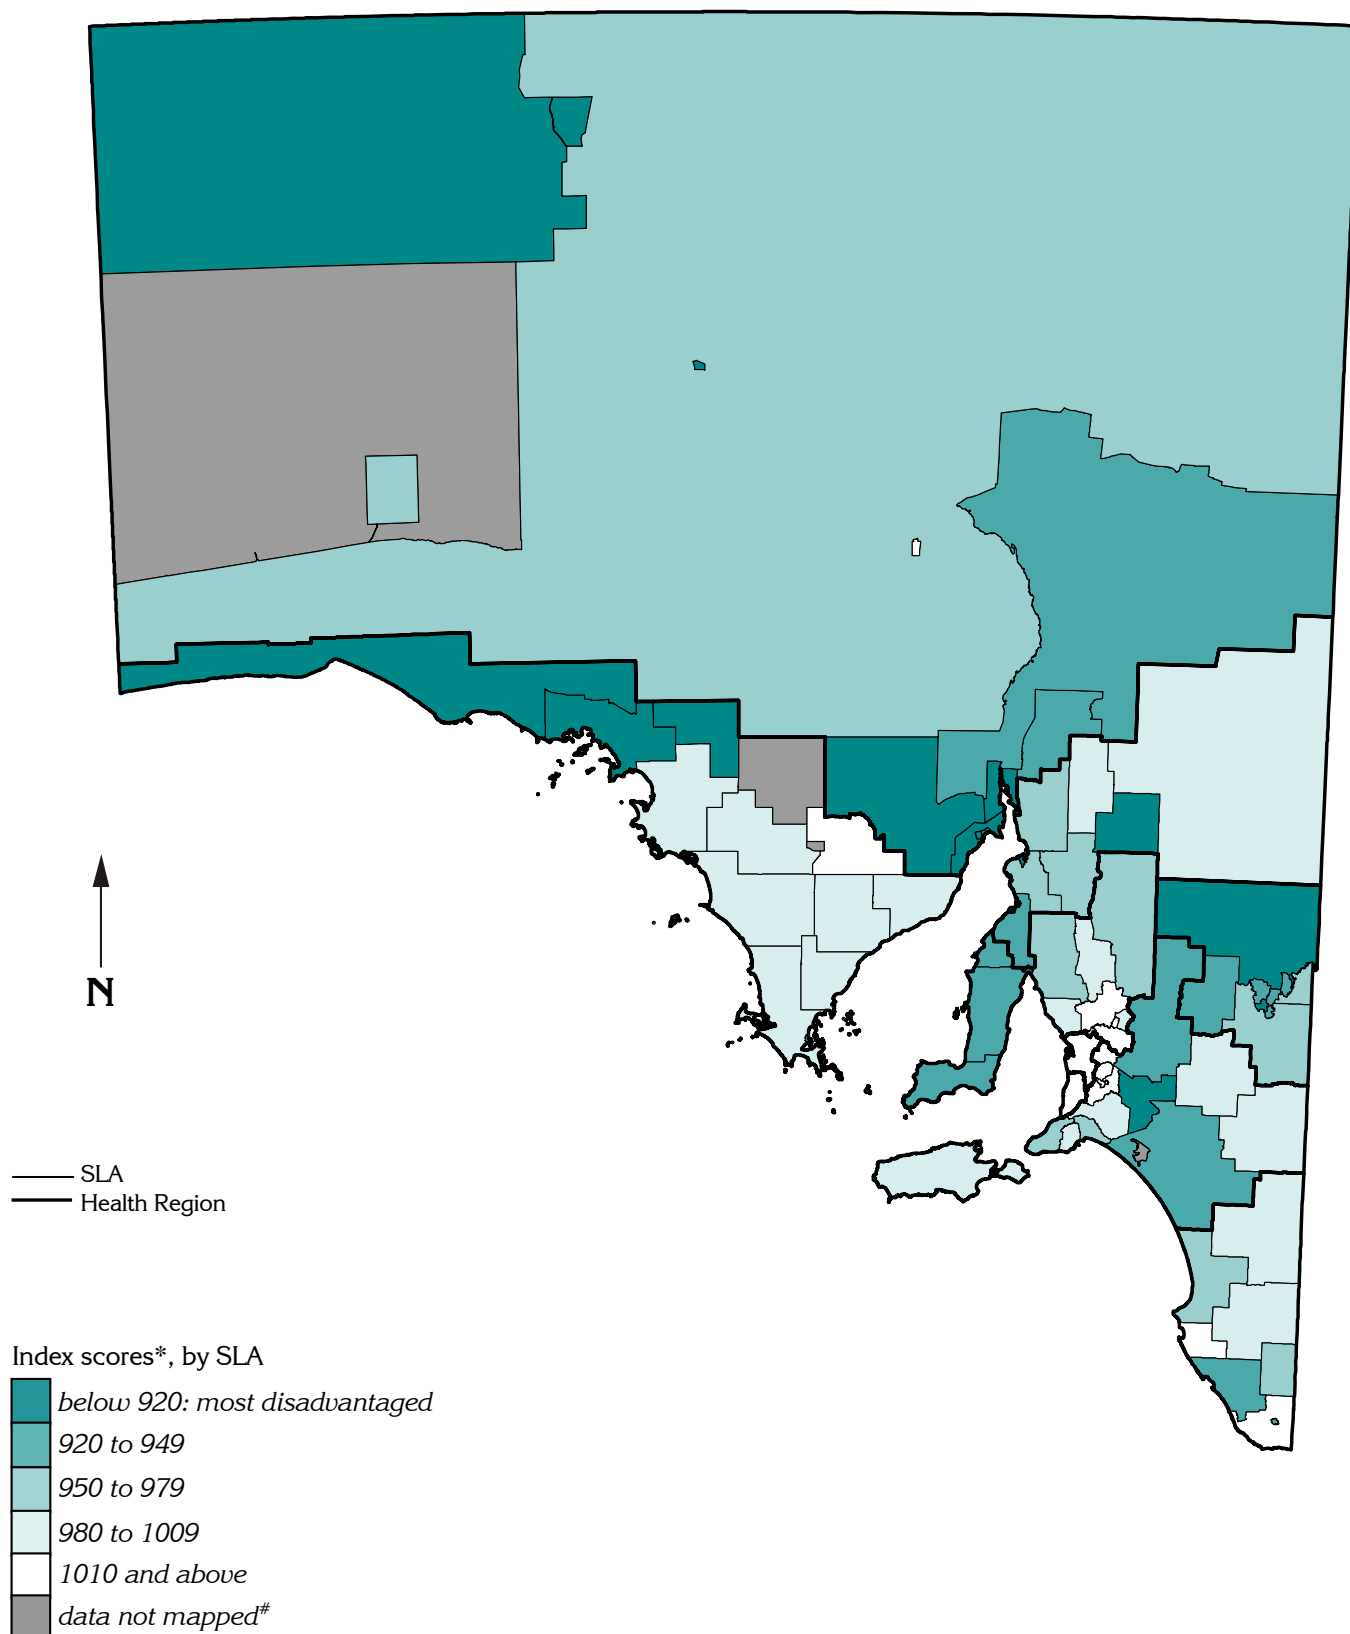 N
SLA
Health Region
Index scores*, by SLA
below 920: most disadvantaged
920 to 949
950 to 979
980 to 1009
1010 and above
data not mapped#